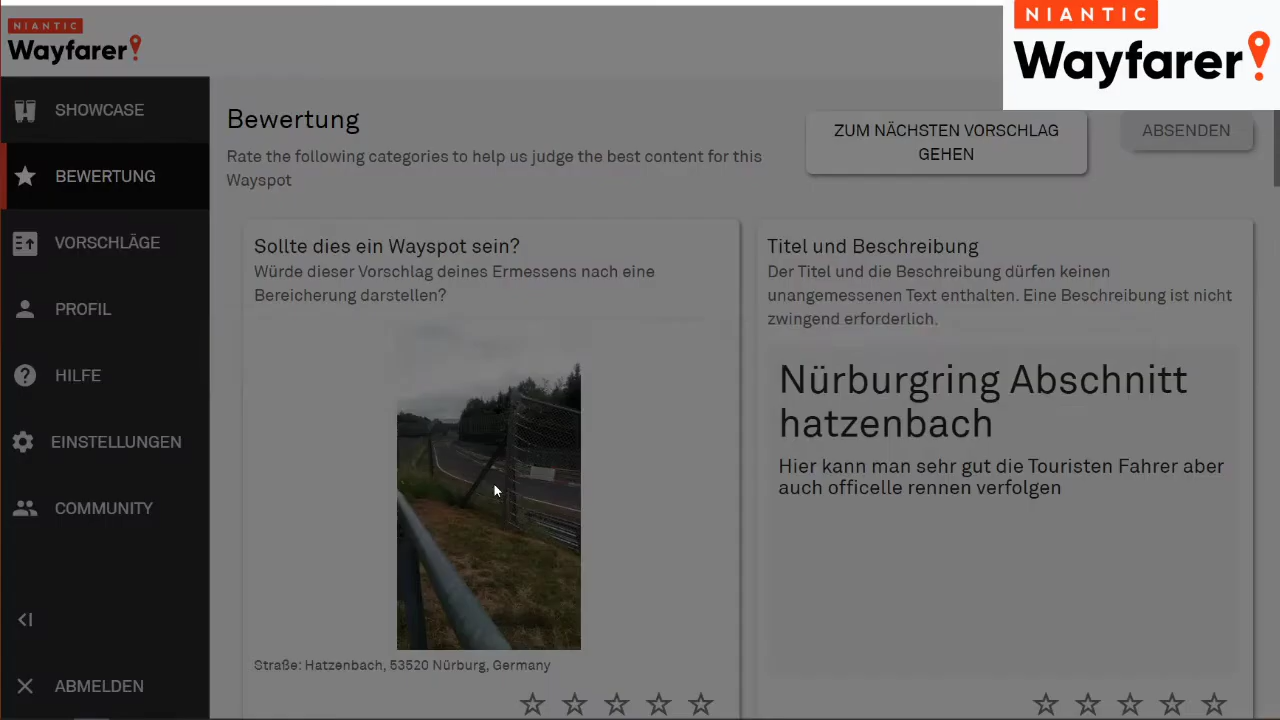 NIANTIC
Wayfarer
NIANTIC
Wayfarer
SHOWCASE
BEWERTUNG
VORSCHLÄGE
PROFIL
HILFE
EINSTELLUNGEN
COMMUNITY
ABMELDEN
Bewertung
Rate the following categories to help us judge the best content for this
Wayspot
ZUM NÄCHSTEN VORSCHLAG
GEHEN
ABSENDEN
Sollte dies ein Wayspot sein?
Würde dieser Vorschlag deines Ermessens nach eine
Bereicherung darstellen?
Straße: Hatzenbach, 53520 Nürburg, Germany
Titel und Beschreibung
Der Titel und die Beschreibung dürfen keinen
unangemessenen Text enthalten. Eine Beschreibung ist nicht
zwingend erforderlich.
Nürburgring Abschnitt
hatzenbach
Hier kann man sehr gut die Touristen Fahrer aber
auch officelle rennen verfolgen